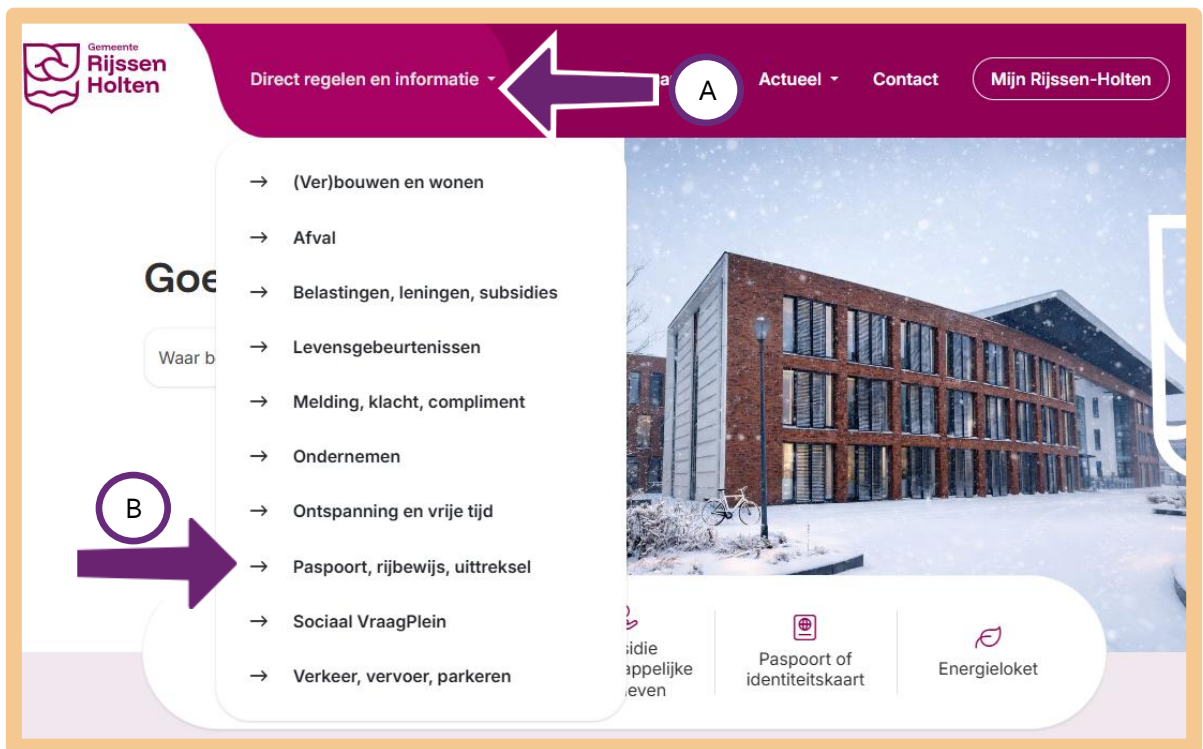 Gemeente
Rijssen
Holten
Direct regelen en informatie
A
Actueel
Contact
Mijn Rijssen-Holten
(Ver)bouwen en wonen
Afval
Belastingen, leningen, subsidies
Levensgebeurtenissen
Melding, klacht, compliment
Ondernemen
Ontspanning en vrije tijd
B
Paspoort, rijbewijs, uittreksel
Sociaal VraagPlein
Verkeer, vervoer, parkeren
Waar
Paspoort of
identiteitskaart
Energieloket